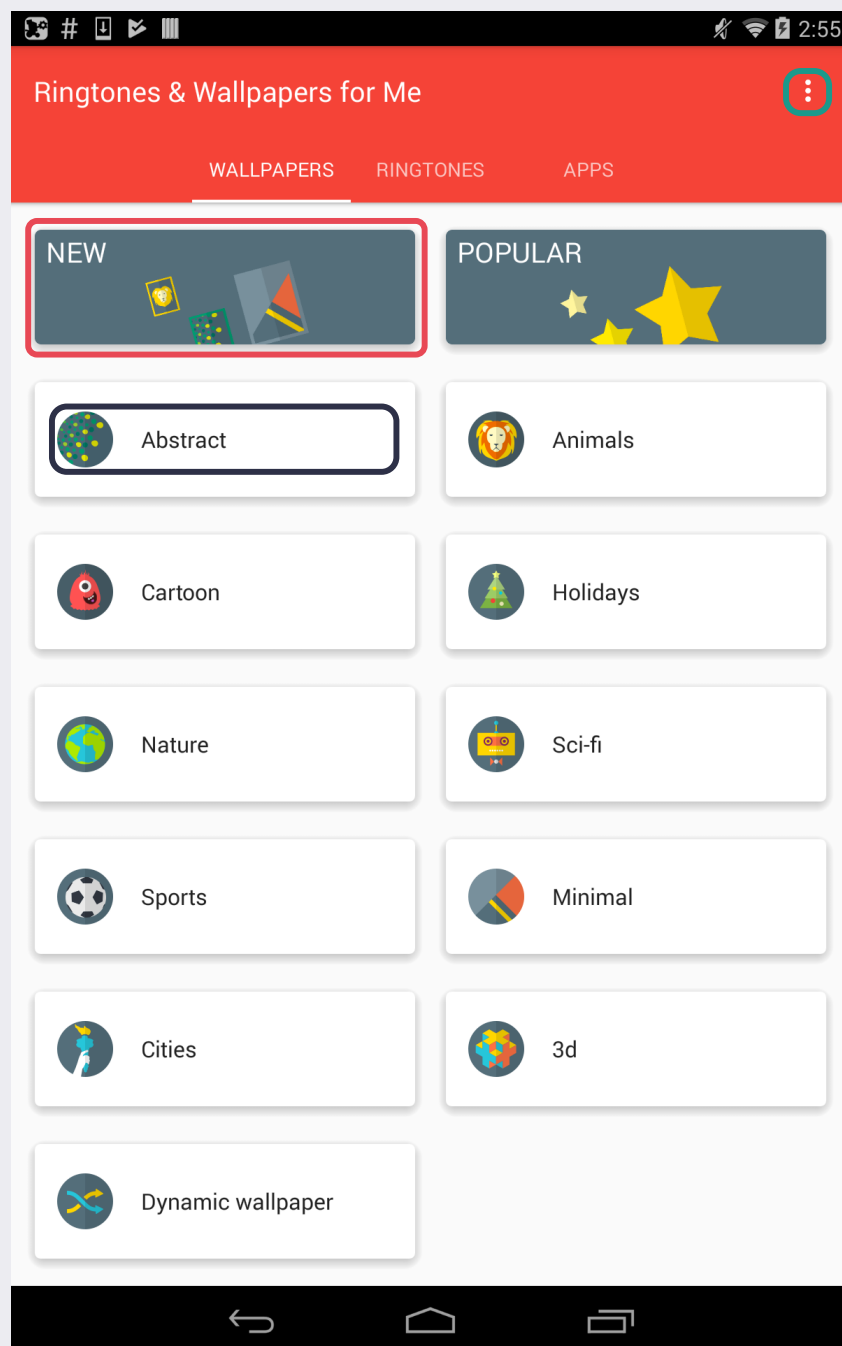 2:55
Ringtones & Wallpapers for Me
WALLPAPERS RINGTONES APPS
NEW POPULAR
Abstract Animals
Cartoon Holidays
Nature Sci-fi
Sports Minimal
Cities 3d
Dynamic wallpaper